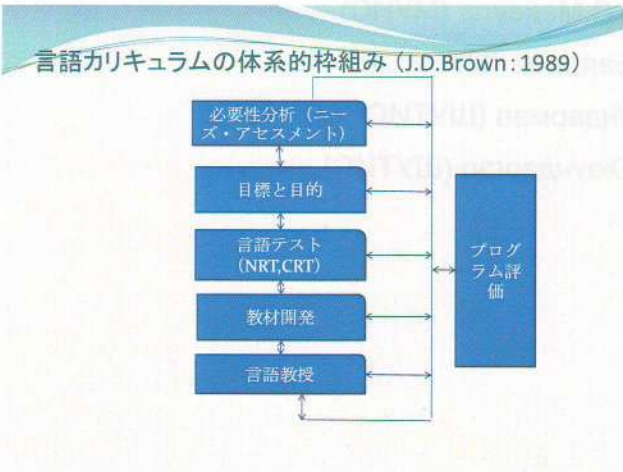 言語カリキュラムの体系的枠組み（J.D.Brown：1989）
必要性分析（ニー
ズ・アセスメント）
目標と目的
言語テスト
（NRT,CRT）
教材開発
言語教授
プログ
ラム評
価